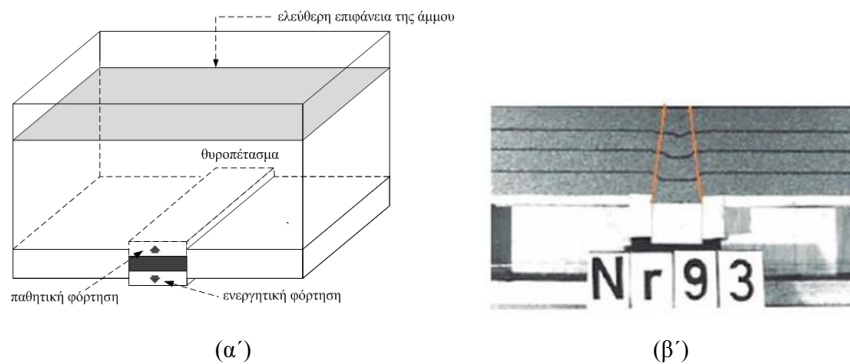 ελεύθερη επιφάνεια της άμμου
θυροπέτασμα
παθητική φόρτηση
ενεργητική φόρτηση
Nr93
(α΄)
(β΄)